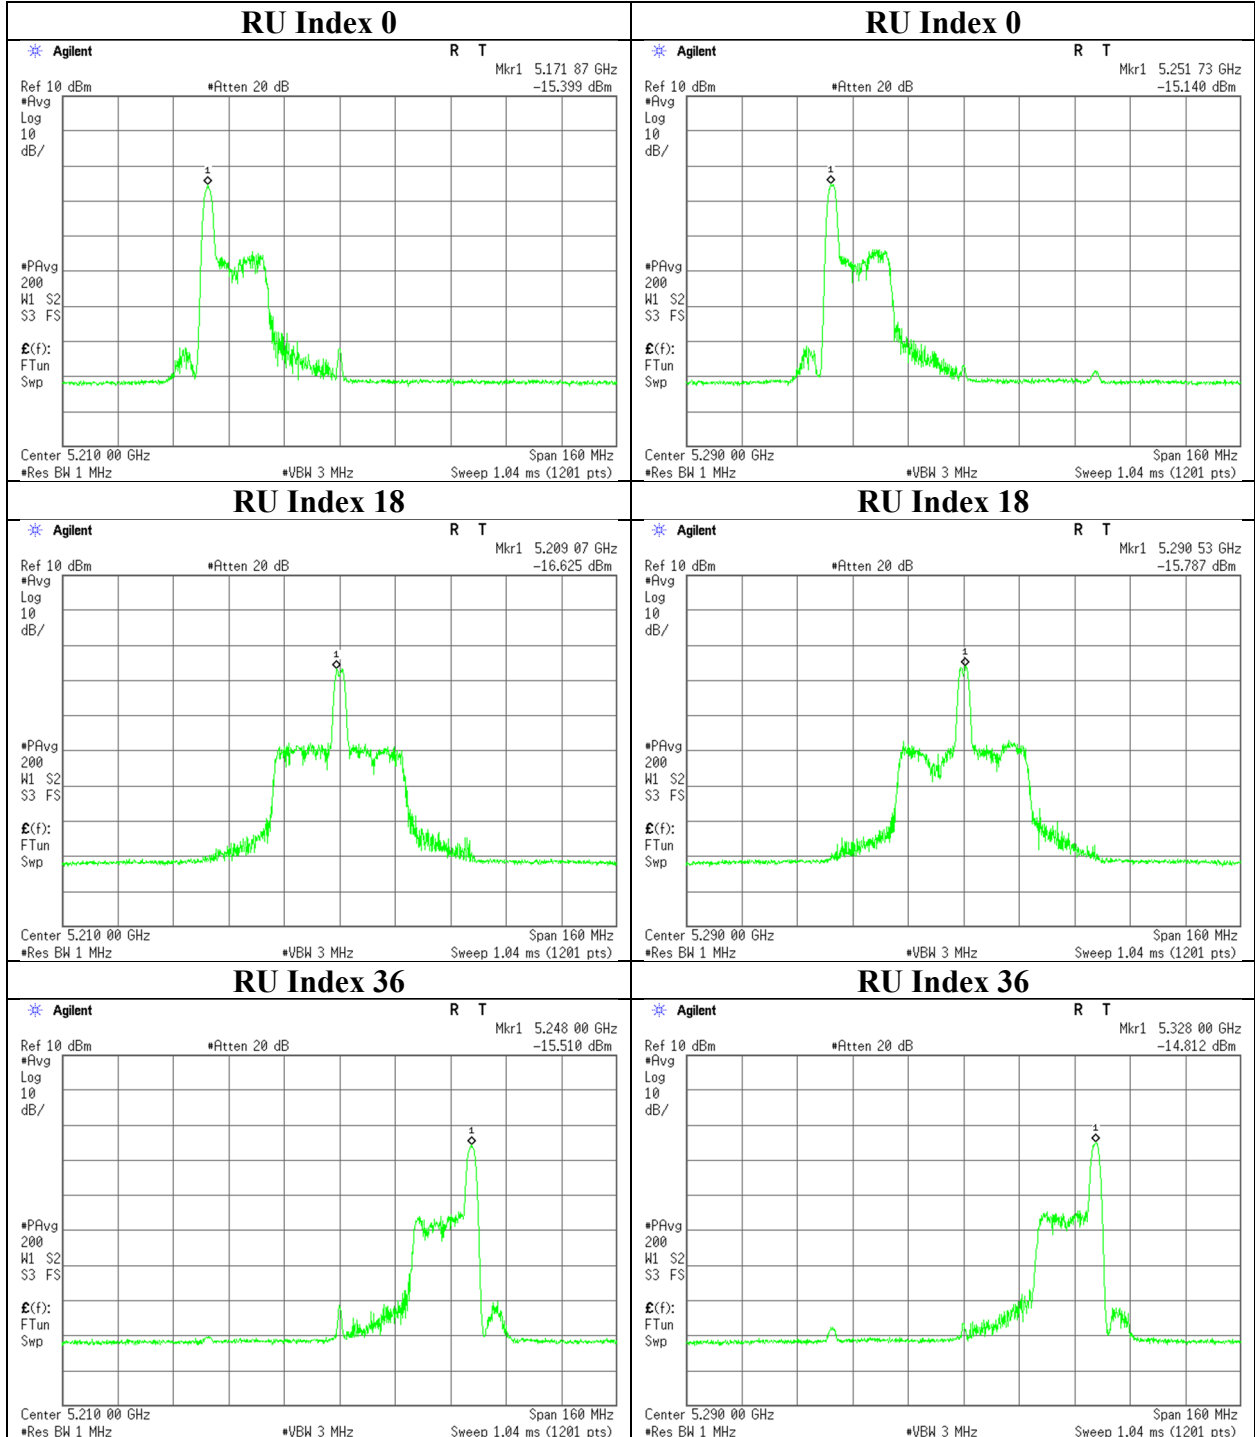 RU Index 0
RU Index 0
Agilent R T
Mkr1 5.171 87 GHz
Ref 10 dBm #Atten 20 dB -15.399 dBm
#Avg
Log
10
dB/
1
#PAvg
200
W1 S2
S3 FS
£(f):
FTun
Swp
Center 5.210 00 GHz Span 160 MHz
#Res BW 1 MHz #VBW 3 MHz Sweep 1.04 ms (1201 pts)
Agilent R T
Mkr1 5.251 73 GHz
Ref 10 dBm #Atten 20 dB -15.140 dBm
#Avg
Log
10
dB/
1
#PAvg
200
W1 S2
S3 FS
£(f):
FTun
Swp
Center 5.290 00 GHz Span 160 MHz
#Res BW 1 MHz #VBW 3 MHz Sweep 1.04 ms (1201 pts)
RU Index 18
RU Index 18
Agilent R T
Mkr1 5.209 07 GHz
Ref 10 dBm #Atten 20 dB -16.625 dBm
#Avg
Log
10
dB/
1
#PAvg
200
W1 S2
S3 FS
£(f):
FTun
Swp
Center 5.210 00 GHz Span 160 MHz
#Res BW 1 MHz #VBW 3 MHz Sweep 1.04 ms (1201 pts)
Agilent R T
Mkr1 5.290 53 GHz
Ref 10 dBm #Atten 20 dB -15.787 dBm
#Avg
Log
10
dB/
1
#PAvg
200
W1 S2
S3 FS
£(f):
FTun
Swp
Center 5.290 00 GHz Span 160 MHz
#Res BW 1 MHz #VBW 3 MHz Sweep 1.04 ms (1201 pts)
RU Index 36
RU Index 36
Agilent R T
Mkr1 5.248 00 GHz
Ref 10 dBm #Atten 20 dB -15.510 dBm
#Avg
Log
10
dB/
1
#PAvg
200
W1 S2
S3 FS
£(f):
FTun
Swp
Center 5.210 00 GHz Span 160 MHz
#Res BW 1 MHz #VBW 3 MHz Sweep 1.04 ms (1201 pts)
Agilent R T
Mkr1 5.328 00 GHz
Ref 10 dBm #Atten 20 dB -14.812 dBm
#Avg
Log
10
dB/
1
#PAvg
200
W1 S2
S3 FS
£(f):
FTun
Swp
Center 5.290 00 GHz Span 160 MHz
#Res BW 1 MHz #VBW 3 MHz Sweep 1.04 ms (1201 pts)